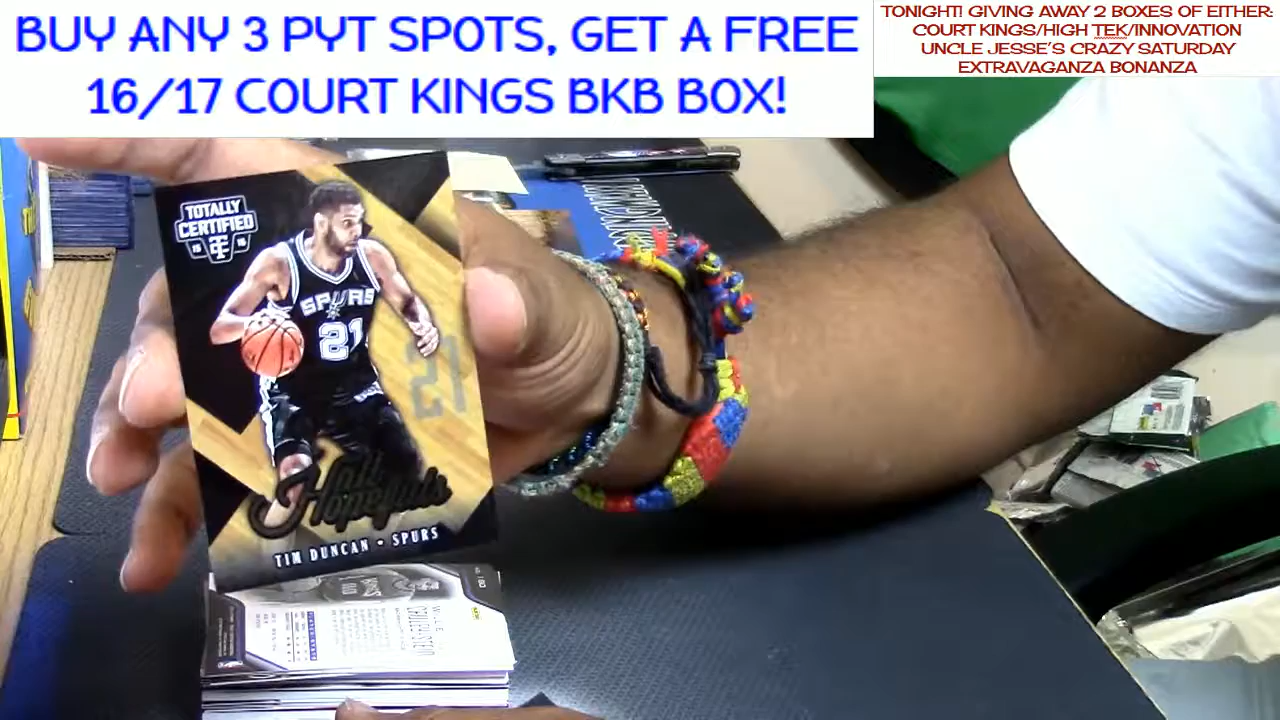 BUY ANY 3 PYT SPOTS, GET A FREE
16/17 COURT KINGS BKB BOX!
TONIGHT! GIVING AWAY 2 BOXES OF EITHER:
COURT KINGS/HIGH TEK/INNOVATION
UNCLE JESSE'S CRAZY SATURDAY
EXTRAVAGANZA BONANZA
TOTALLY
CERTIFIED
SPURS
21
21
Hall
Hopefuls
TIM DUNCAN • SPURS